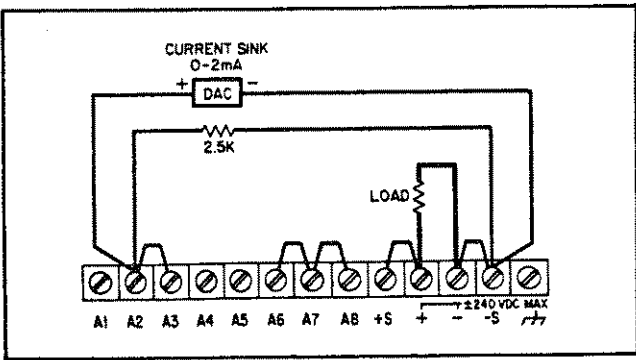 CURRENT SINK
0-2mA
+ DAC -
2.5K
LOAD
±240 VDC MAX
A1 A2 A3 A4 A5 A6 A7 A8 +S + - -S